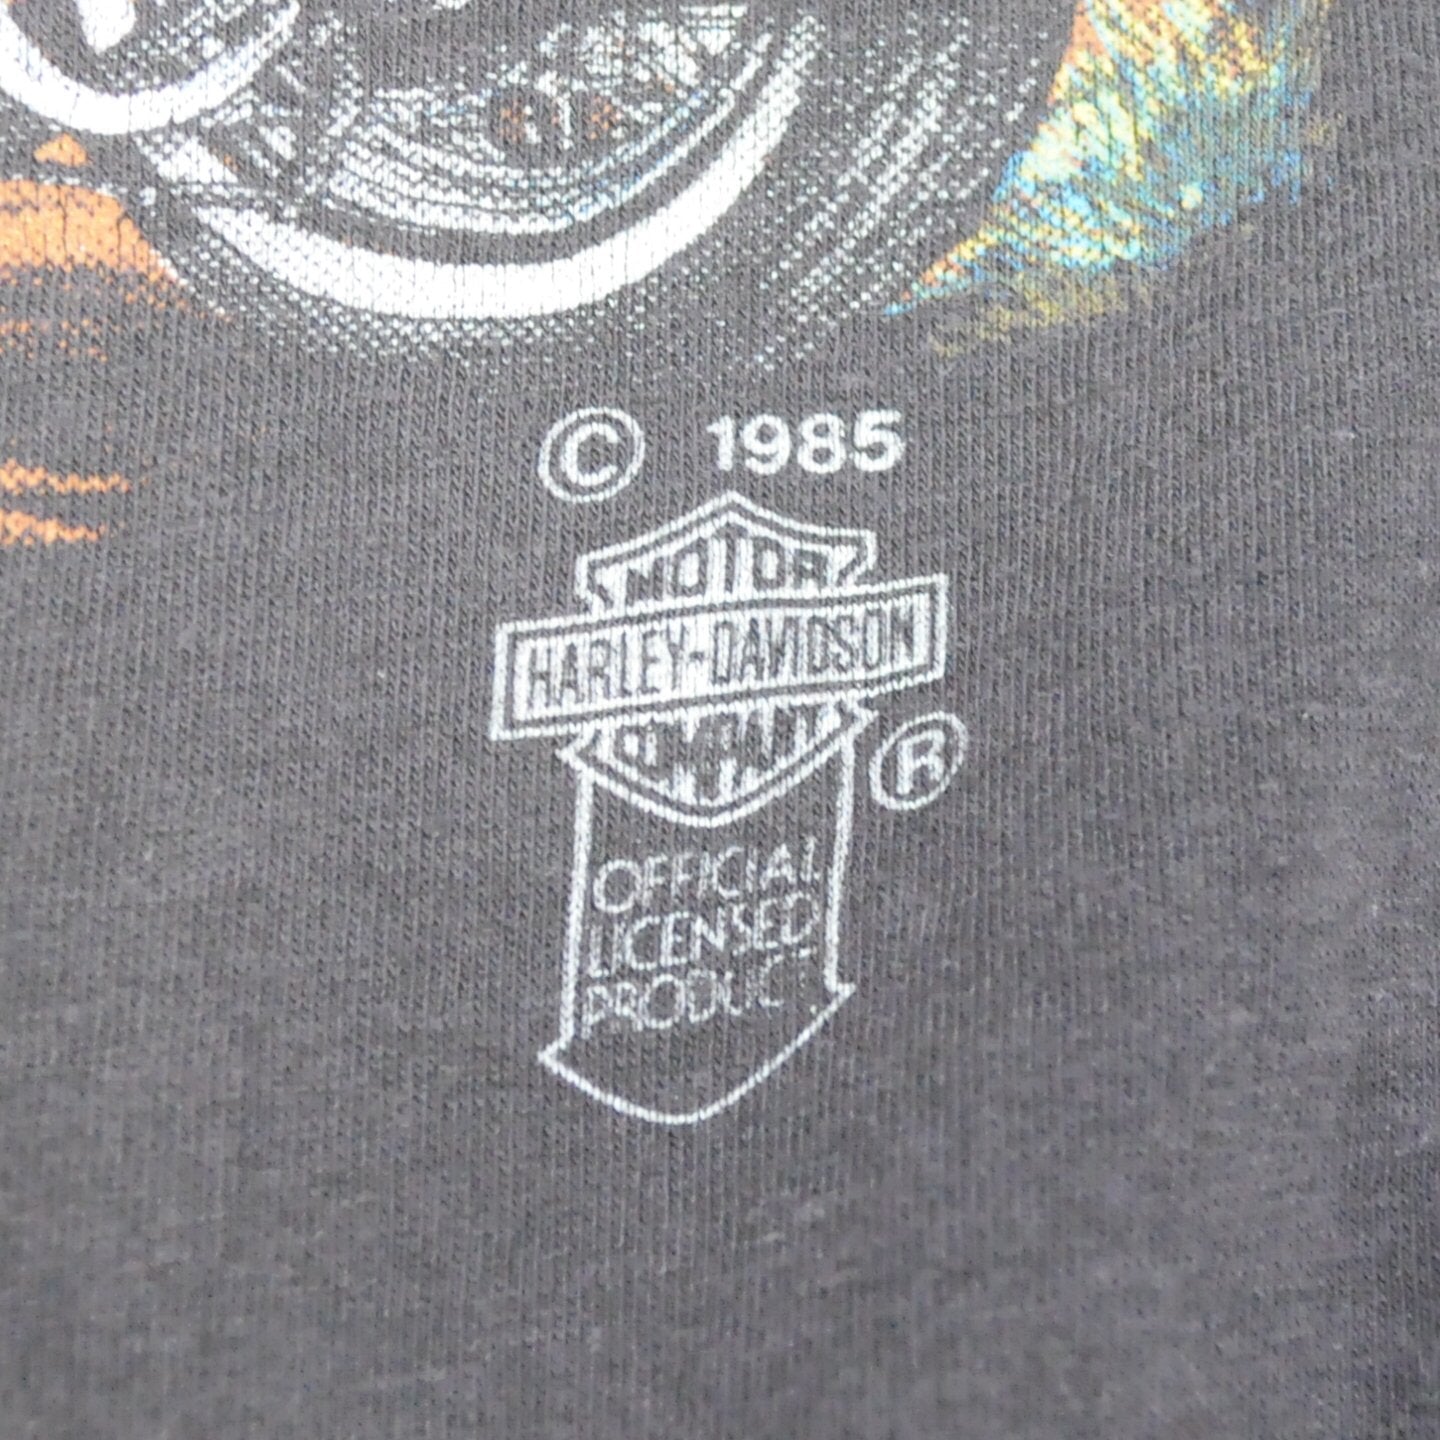 © 1985
MOTOR
HARLEY-DAVIDSON
COMPANY
®
OFFICIAL
LICENSED
PRODUCT